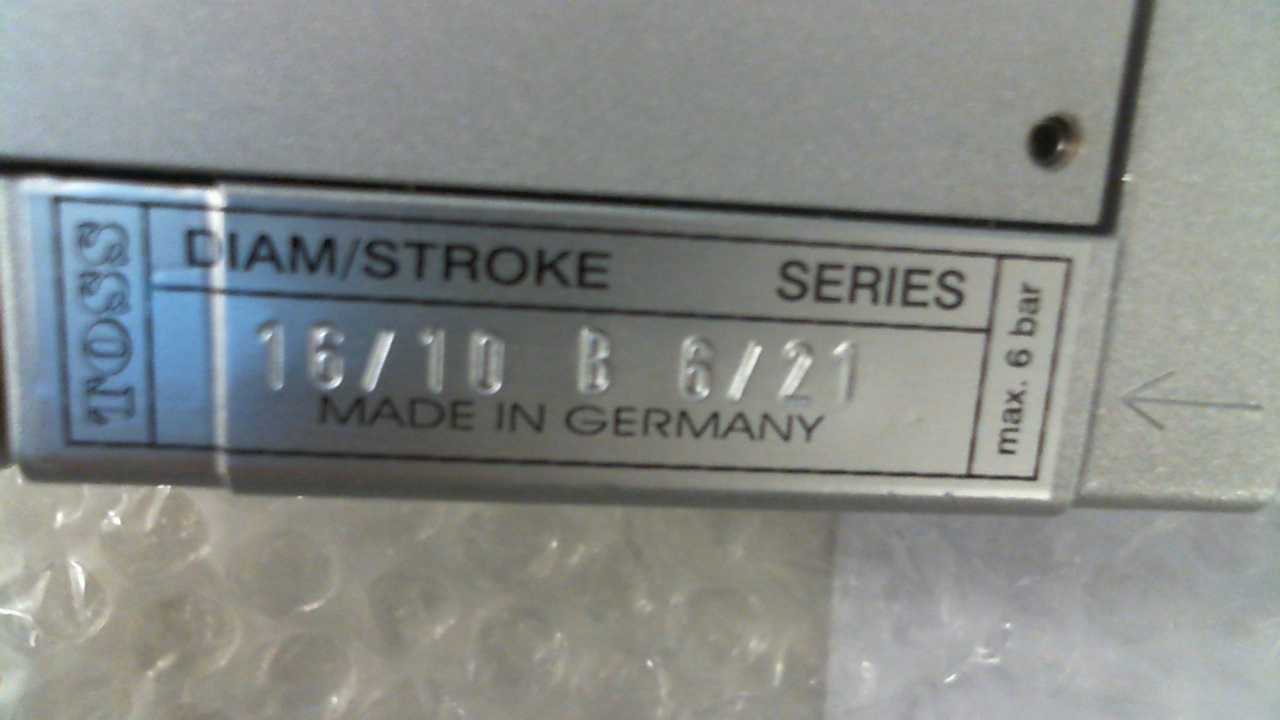 TOSS
DIAM/STROKE SERIES
16/10 B 6/21
MADE IN GERMANY
max. 6 bar